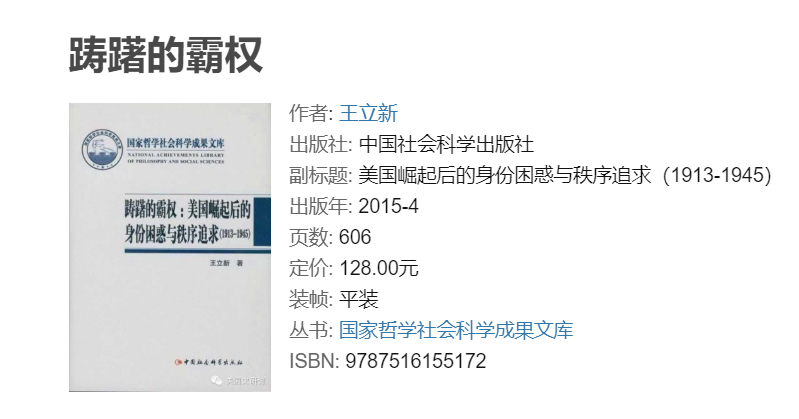 踌躇的霸权
国家哲学社会科学成果文库
NATIONAL ACHIEVEMENTS LIBRARY
OF PHILOSOPHY AND SOCIAL SCIENCES
踌躇的霸权：美国崛起后的
身份困惑与秩序追求(1913-1945)
王立新 著
中国社会科学出版社
作者: 王立新
出版社: 中国社会科学出版社
副标题: 美国崛起后的身份困惑与秩序追求（1913-1945）
出版年: 2015-4
页数: 606
定价: 128.00元
装帧: 平装
丛书: 国家哲学社会科学成果文库
ISBN: 9787516155172